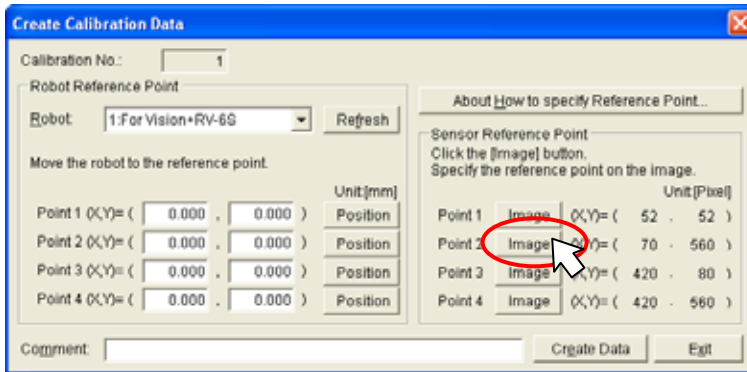 Create Calibration Data
Calibration No.: 1
Robot Reference Point
Robot: 1:For Vision+RV-6S Refresh
Move the robot to the reference point.
Unit:[mm]
Point 1 (X,Y)= ( 0.000 , 0.000 ) Position
Point 2 (X,Y)= ( 0.000 , 0.000 ) Position
Point 3 (X,Y)= ( 0.000 , 0.000 ) Position
Point 4 (X,Y)= ( 0.000 , 0.000 ) Position
About How to specify Reference Point...
Sensor Reference Point
Click the [Image] button.
Specify the reference point on the image.
Unit:[Pixel]
Point 1 Image (X,Y)= ( 52 , 52 )
Point 2 Image (X,Y)= ( 70 , 560 )
Point 3 Image (X,Y)= ( 420 , 80 )
Point 4 Image (X,Y)= ( 420 , 560 )
Comment:
Create Data Exit